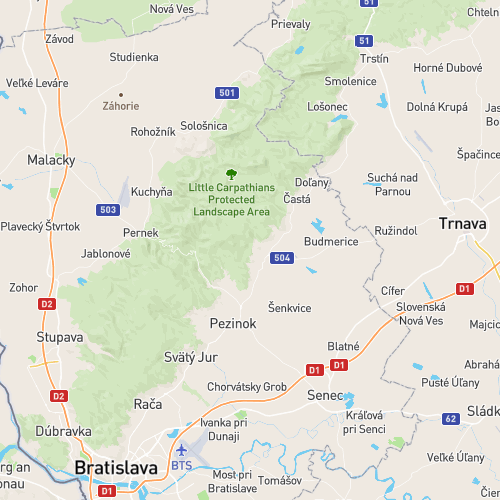 Nová Ves
51
Chteln
Závod
51
Studienka
Trstín
Horné Dubové
Veľké Leváre
Smolenice
501
Záhorie
Lošonec
Dolná Krupá
Jas
Bo
Sološnica
Rohožník
Špačince
Malacky
Little Carpathians
Protected
Landscape Area
Doľany
Suchá nad
Parnou
Kuchyňa
Častá
503
Trnava
Plavecký Štvrtok
Pernek
Ružindol
Budmerice
Jablonové
504
Zohor
Cífer
D1
D2
Šenkvice
Slovenská
Nová Ves
Pezinok
Majcic
Stupava
Blatné
Svätý Jur
D1
D1
Abrahá
Pusté Úľany
Chorvátsky Grob
D2
Senec
Rača
Sládk
62
Ivanka pri
Dunaji
Kráľová
pri Senci
Dúbravka
BTS
Bratislava
rg an
onau
Most pri
Bratislave
Tomášov
D1
Čier